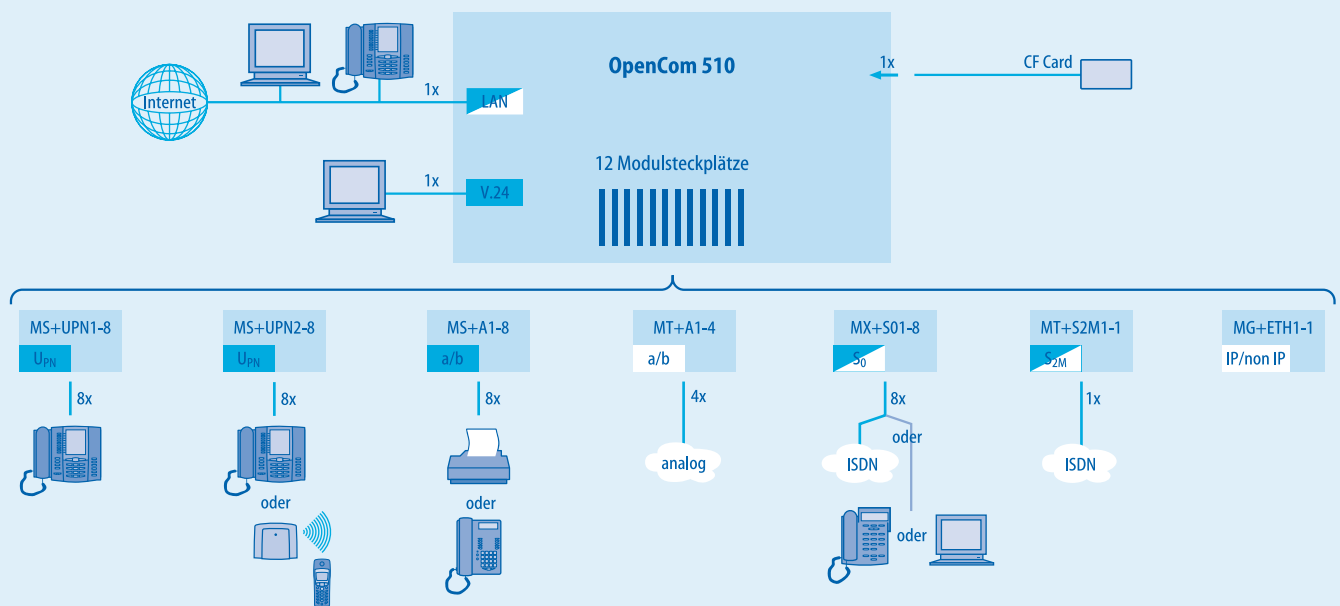 OpenCom 510
1x
CF Card
Internet
1x
LAN
12 Modulsteckplätze
1x
V.24
MS+UPN1-8
UPN
8x
MS+UPN2-8
UPN
8x
oder
MS+A1-8
a/b
8x
oder
MT+A1-4
a/b
4x
analog
MX+S01-8
S0
8x
oder
ISDN
oder
MT+S2M1-1
S2M
1x
ISDN
MG+ETH1-1
IP/non IP